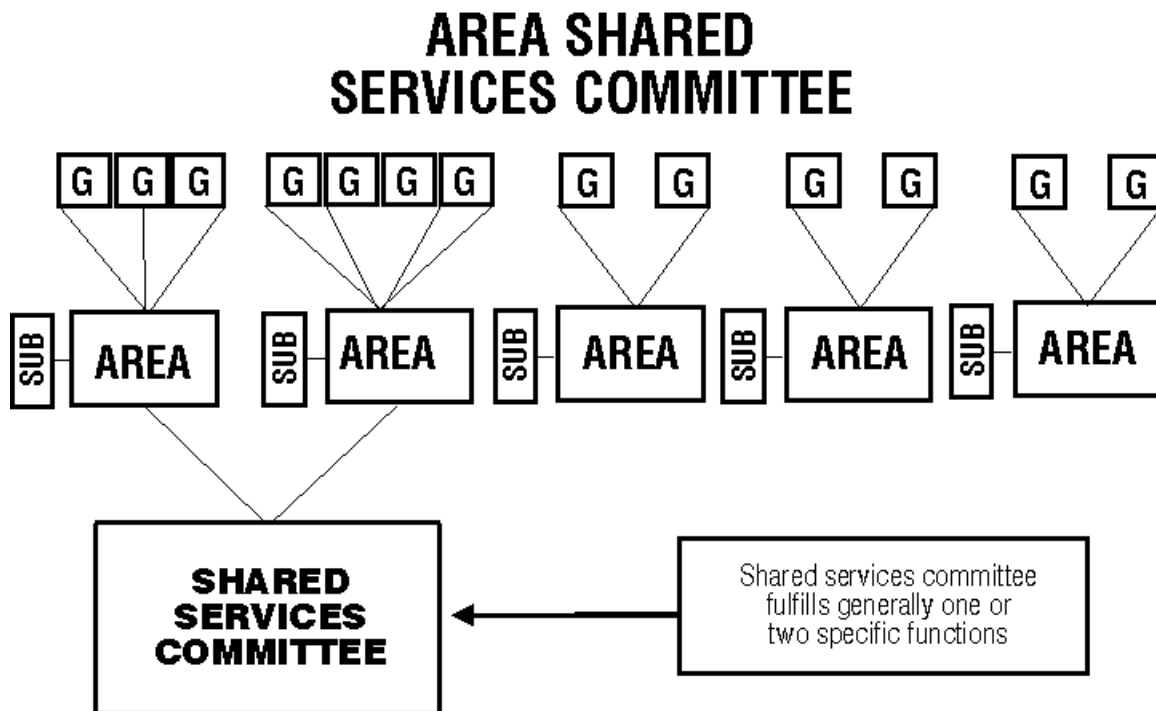 AREA SHARED
SERVICES COMMITTEE
G G G G G G G G G G G G G
SUB AREA SUB AREA SUB AREA SUB AREA SUB AREA
SHARED
SERVICES
COMMITTEE
Shared services committee
fulfills generally one or
two specific functions